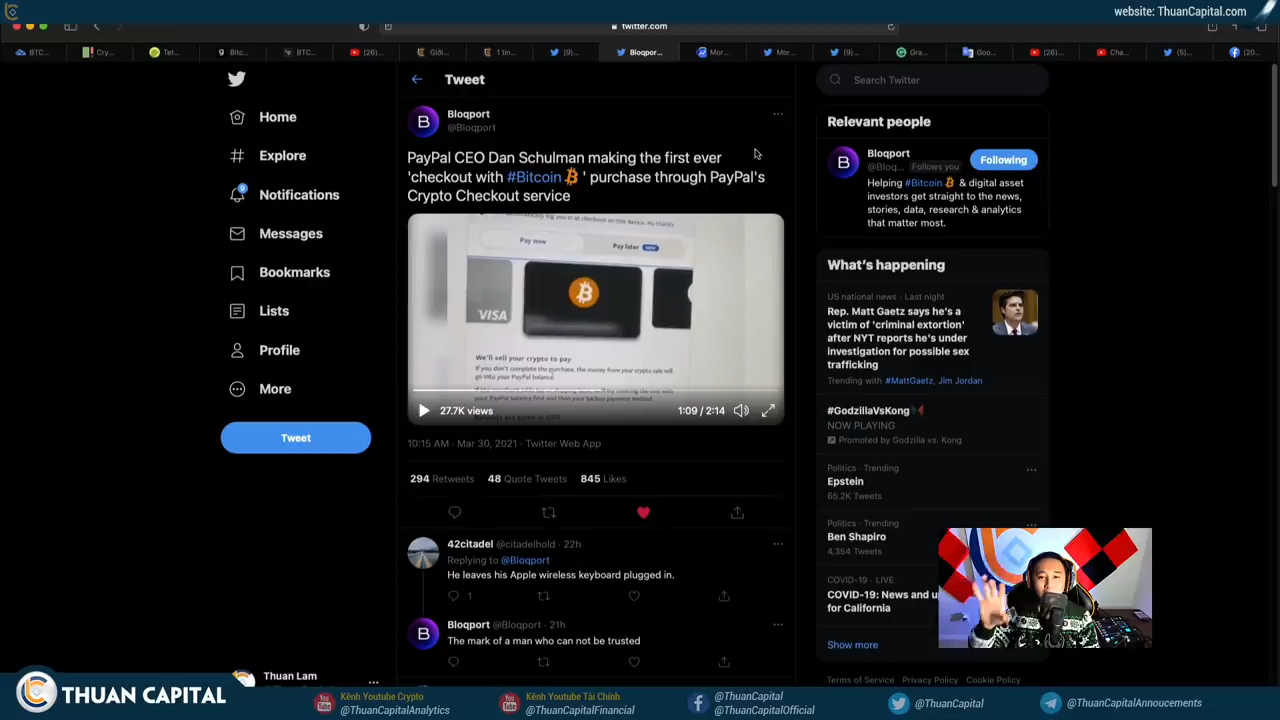 website: ThuanCapital.com
twitter.com
BTC...
Cry...
Tet...
Bitc...
BTC...
(26)...
Giôi...
1 tin...
(9)...
Bloqpor...
Mor...
Mor...
(9)...
Gra...
Goo...
(26)...
Cha...
(5)...
(20...
Home
Explore
Notifications
Messages
Bookmarks
Lists
Profile
More
Tweet
Thuan Lam
Tweet
Bloqport
@Bloqport
PayPal CEO Dan Schulman making the first ever
'checkout with #Bitcoin ' purchase through PayPal's
Crypto Checkout service
Pay now
Pay later NEW
VISA
We'll sell your crypto to pay
If you don't complete the purchase, the money from your crypto sale will
go into your PayPal balance.
27.7K views
1:09 / 2:14
10:15 AM · Mar 30, 2021 · Twitter Web App
294 Retweets 48 Quote Tweets 845 Likes
42citadel @citadelhold · 22h
Replying to @Bloqport
He leaves his Apple wireless keyboard plugged in.
1
Bloqport @Bloqport · 21h
The mark of a man who can not be trusted
Search Twitter
Relevant people
Bloqport
@Bloq... Follows you
Following
Helping #Bitcoin & digital asset
investors get straight to the news,
stories, data, research & analytics
that matter most.
What's happening
US national news · Last night
Rep. Matt Gaetz says he's a
victim of 'criminal extortion'
after NYT reports he's under
investigation for possible sex
trafficking
Trending with #MattGaetz, Jim Jordan
#GodzillaVsKong
NOW PLAYING
Promoted by Godzilla vs. Kong
Politics · Trending
Epstein
65.2K Tweets
Politics · Trending
Ben Shapiro
4,354 Tweets
COVID-19 · LIVE
COVID-19: News and u
for California
Show more
Terms of Service Privacy Policy Cookie Policy
THUAN CAPITAL
Kênh Youtube Crypto
@ThuanCapitalAnalytics
Kênh Youtube Tài Chính
@ThuanCapitalFinancial
@ThuanCapital
@ThuanCapitalOfficial
@ThuanCapital
@ThuanCapitalAnnoucements